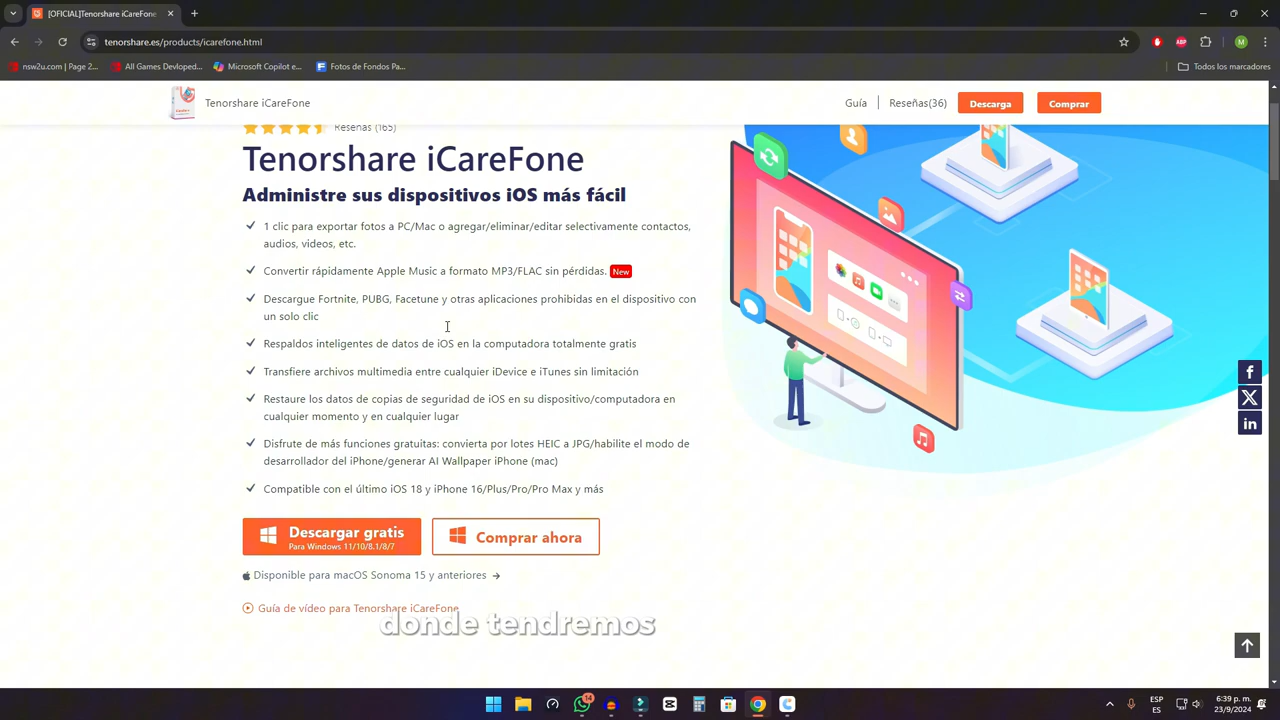 [OFICIAL]Tenorshare iCareFone
tenorshare.es/products/icarefone.html
nsw2u.com | Page 2...
All Games Devloped...
Microsoft Copilot e...
Fotos de Fondos Pa...
Todos los marcadores
Tenorshare iCareFone
Guía
Reseñas(36)
Descarga
Comprar
Reseñas (165)
Tenorshare iCareFone
Administre sus dispositivos iOS más fácil
1 clic para exportar fotos a PC/Mac o agregar/eliminar/editar selectivamente contactos,
audios, videos, etc.
Convertir rápidamente Apple Music a formato MP3/FLAC sin pérdidas. New
Descargue Fortnite, PUBG, Facetune y otras aplicaciones prohibidas en el dispositivo con
un solo clic
Respaldos inteligentes de datos de iOS en la computadora totalmente gratis
Transfiere archivos multimedia entre cualquier iDevice e iTunes sin limitación
Restaure los datos de copias de seguridad de iOS en su dispositivo/computadora en
cualquier momento y en cualquier lugar
Disfrute de más funciones gratuitas: convierta por lotes HEIC a JPG/habilite el modo de
desarrollador del iPhone/generar AI Wallpaper iPhone (mac)
Compatible con el último iOS 18 y iPhone 16/Plus/Pro/Pro Max y más
Descargar gratis
Para Windows 11/10/8.1/8/7
Comprar ahora
Disponible para macOS Sonoma 15 y anteriores
Guía de vídeo para Tenorshare iCareFone
donde tendremos
14
ESP
ES
6:39 p. m.
23/9/2024